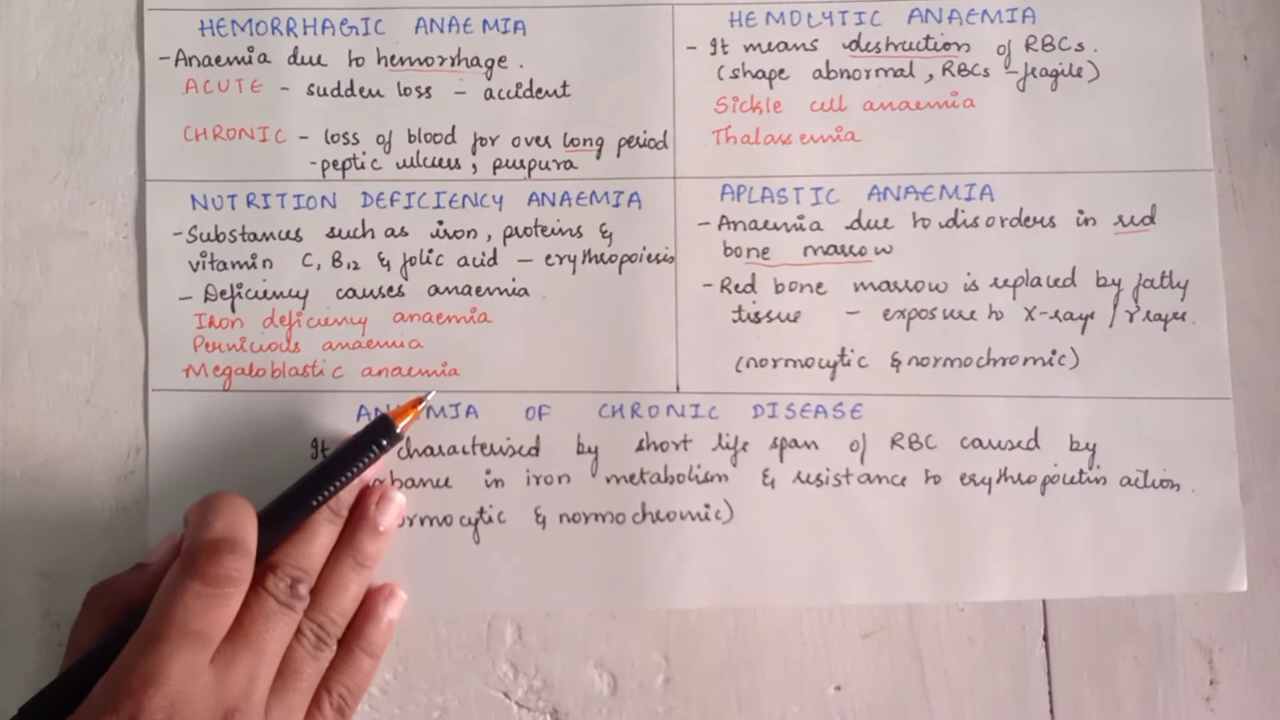 HEMORRHAGIC ANAEMIA
- Anaemia due to hemorrhage.
ACUTE - sudden loss - accident
CHRONIC - loss of blood for over long period
- peptic ulcers, purpura
HEMOLYTIC ANAEMIA
- It means destruction of RBCs.
(shape abnormal, RBCs - fragile)
Sickle cell anaemia
Thalassemia
NUTRITION DEFICIENCY ANAEMIA
- Substances such as iron, proteins &
vitamin C, B12 & folic acid - erythropoiesis
- Deficiency causes anaemia
Iron deficiency anaemia
Pernicious anaemia
Megaloblastic anaemia
APLASTIC ANAEMIA
- Anaemia due to disorders in red
bone marrow
- Red bone marrow is replaced by fatty
tissue - exposure to X-rays /
(normocytic & normochromic)
OF CHRONIC DISEASE
It characterised by short life span of RBC caused by
in iron metabolism & resistance to erythropoietin action.
& normochromic)